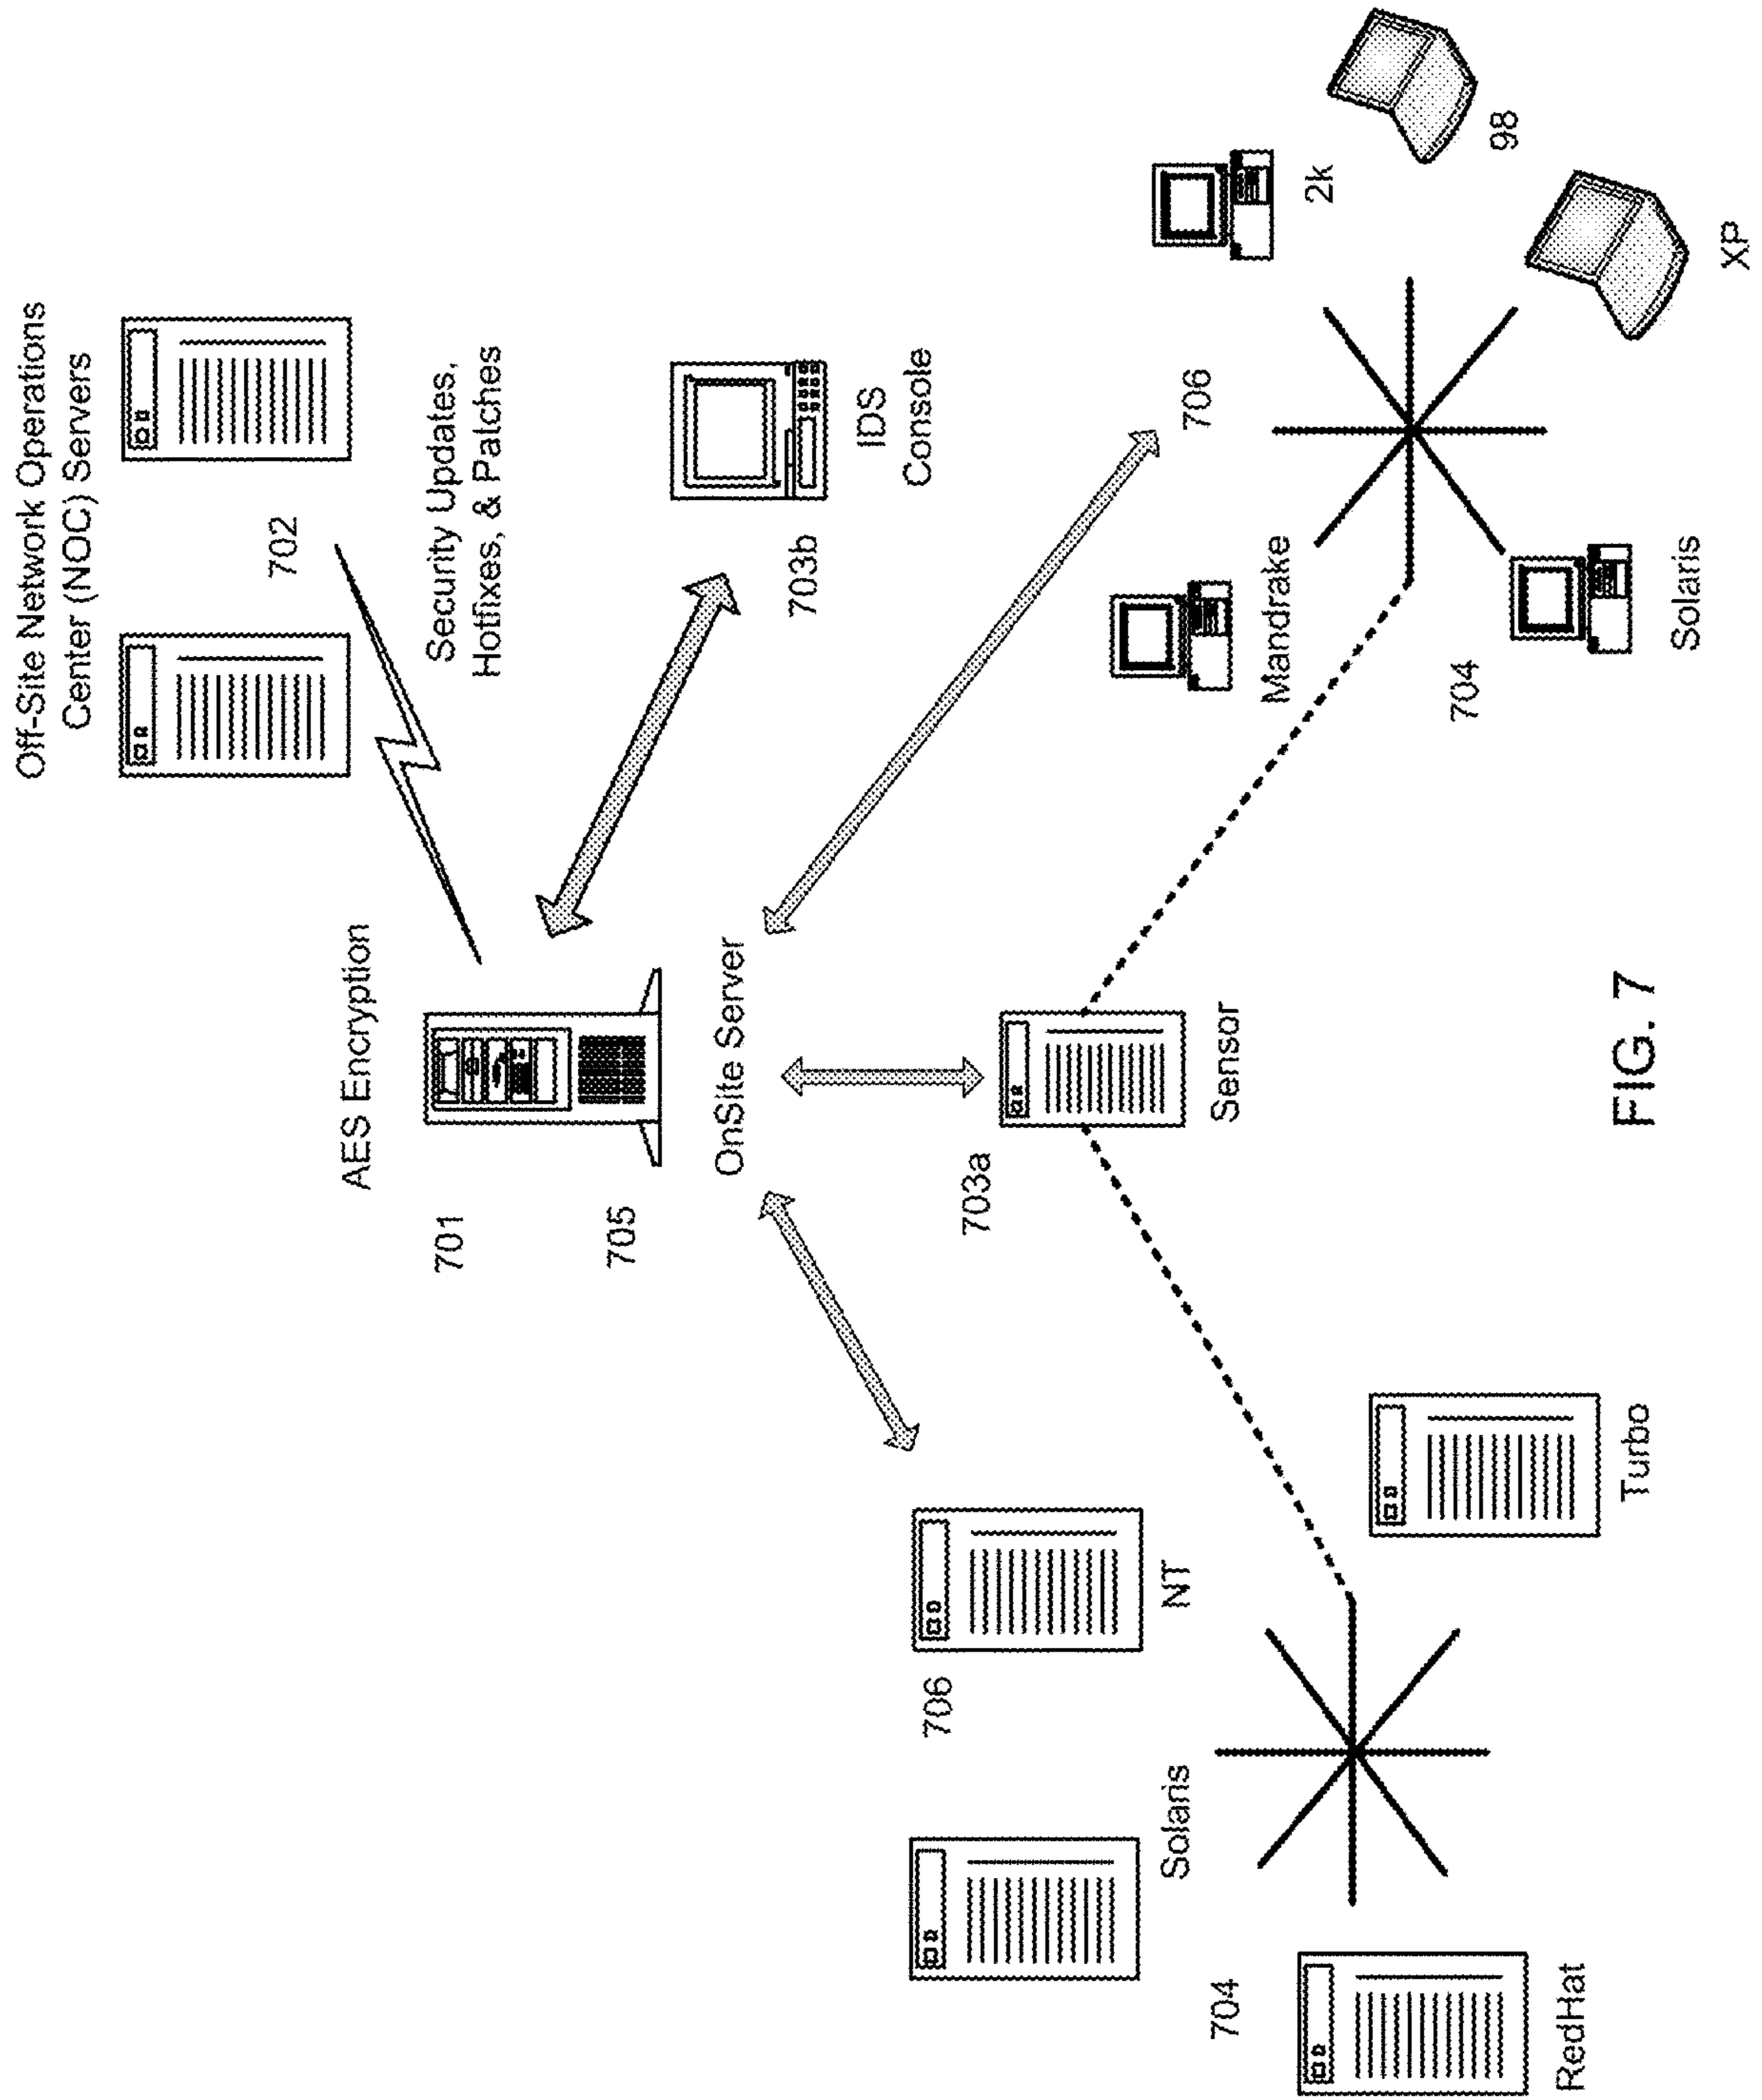 Off-Site Network Operations
Center (NOC) Servers
702
AES Encryption
Security Updates,
Hotfixes, & Patches
701
705
OnSite Server
703b
IDS
Console
706
NT
703a
Sensor
706
2k
98
Solaris
Mandrake
704
704
XP
RedHat
Turbo
Solaris
FIG. 7